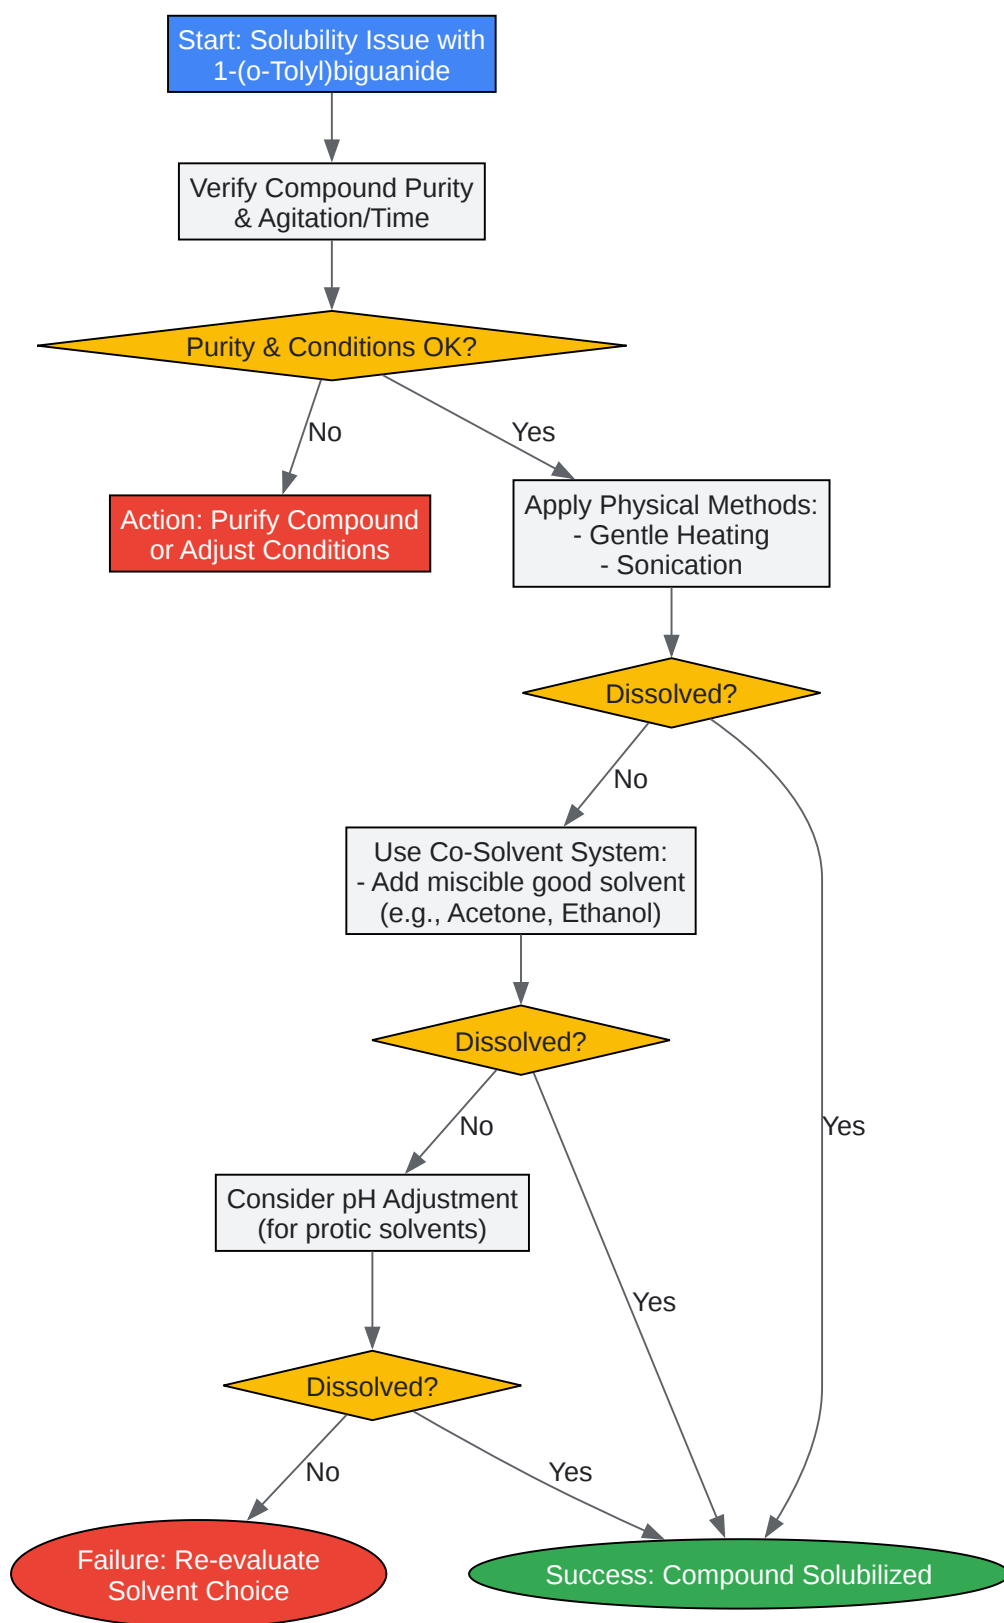 Start: Solubility Issue with
1-(o-Tolyl)biguanide
Verify Compound Purity
& Agitation/Time
Purity & Conditions OK?
No
Yes
Action: Purify Compound
or Adjust Conditions
Apply Physical Methods:
- Gentle Heating
- Sonication
Dissolved?
No
Use Co-Solvent System:
- Add miscible good solvent
(e.g., Acetone, Ethanol)
Dissolved?
No
Yes
Consider pH Adjustment
(for protic solvents)
Yes
Dissolved?
No
Yes
Failure: Re-evaluate
Solvent Choice
Success: Compound Solubilized